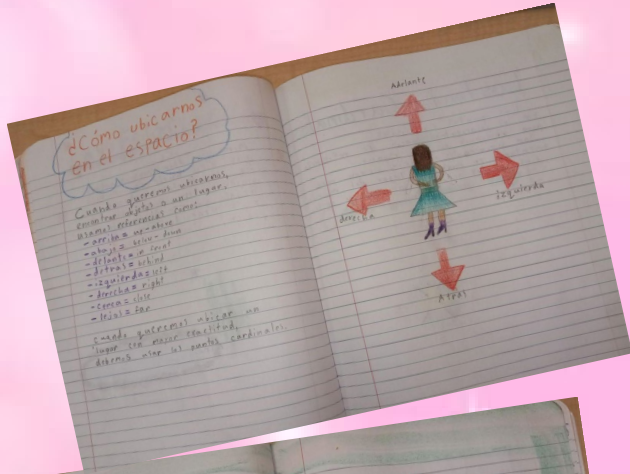 ¿Cómo ubicarnos
en el espacio?
Cuando queremos ubicarnos,
encontrar objetos o un lugar,
usamos referencias como:
- arriba = up-above
- abajo = below-down
- delante = in front
- detras = behind
- izquierda = left
- derecha = right
- cerca = close
- lejos = far
Cuando queremos ubicar un
lugar con mayor exactitud,
debemos usar los puntos cardinales.
Adelante
derecha
izquierda
Atras